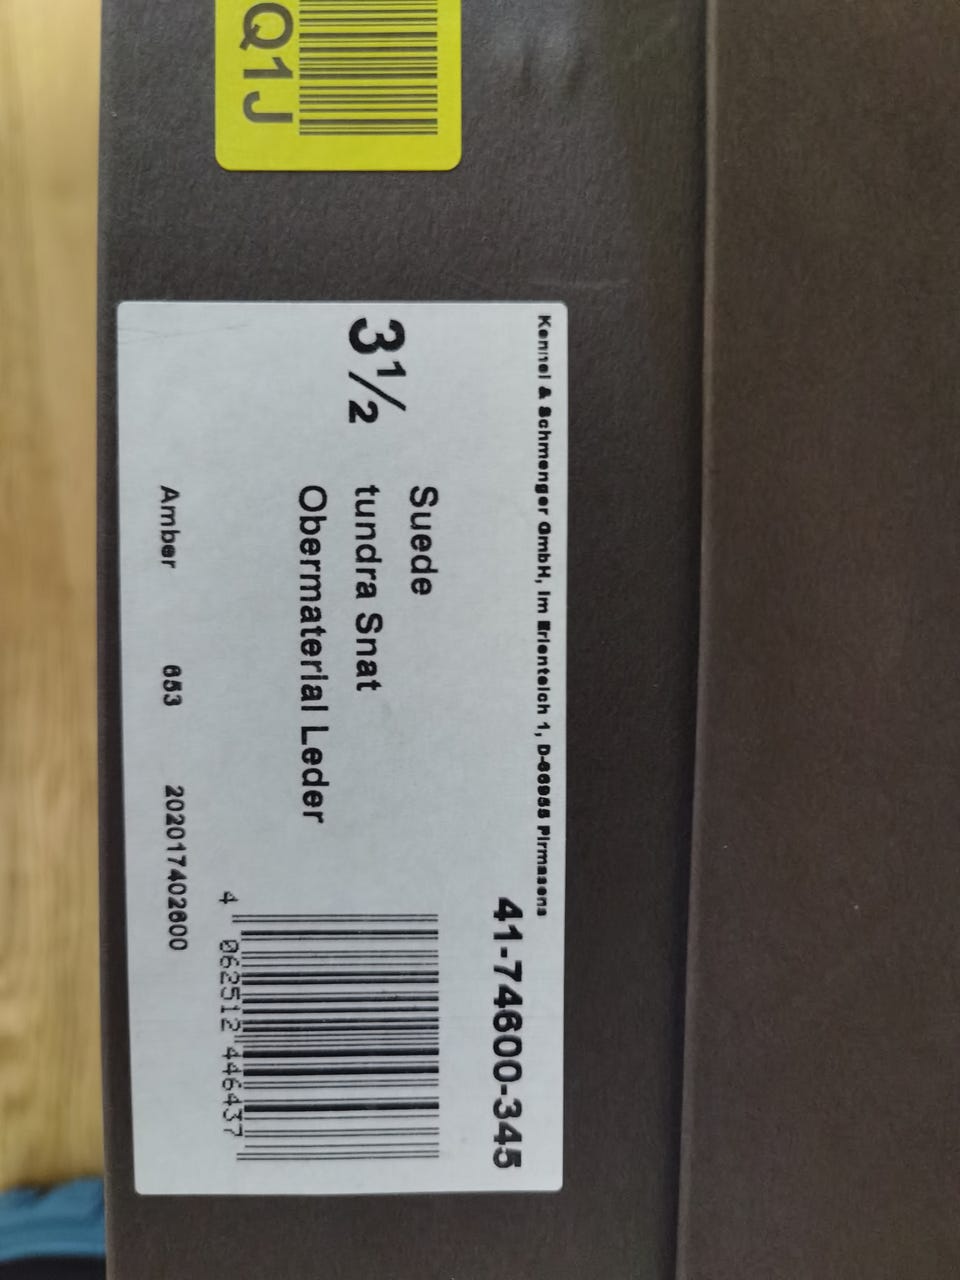 Q1J
Kennel & Schmenger GmbH, Im Erlenteich 1, D-66955 Pirmasens
41-74600-345
3½
Suede
tundra Snat
Obermaterial Leder
4 062512 446437
Amber 653 202017402600